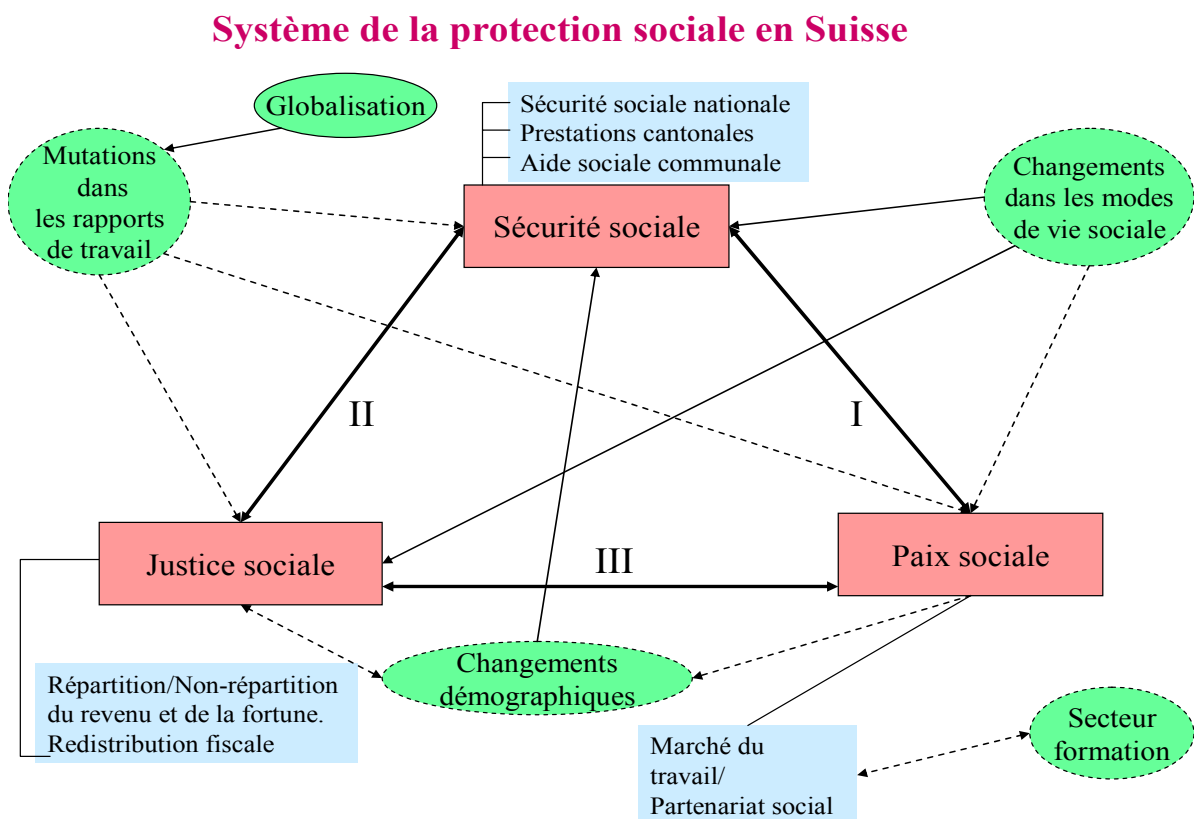 Système de la protection sociale en Suisse
Globalisation
Sécurité sociale nationale
Prestations cantonales
Aide sociale communale
Mutations
dans
les rapports
de travail
Changements
dans les modes
de vie sociale
Sécurité sociale
II
I
Justice sociale
III
Paix sociale
Changements
démographiques
Répartition/Non-répartition
du revenu et de la fortune.
Redistribution fiscale
Marché du
travail/
Partenariat social
Secteur
formation